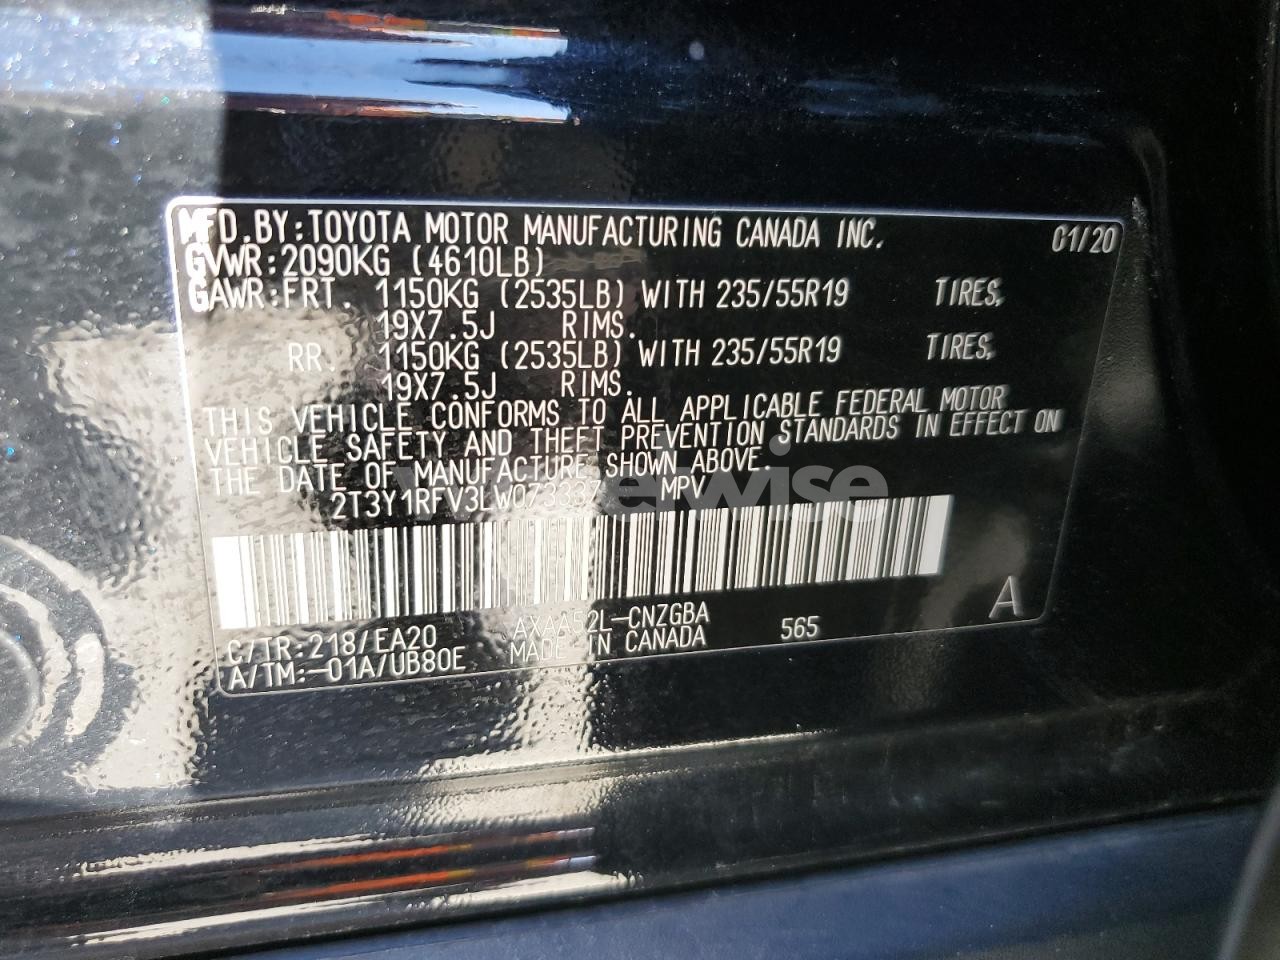 MFD.BY:TOYOTA MOTOR MANUFACTURING CANADA INC. 01/20
GVWR:2090KG (4610LB)
GAWR:FRT. 1150KG (2535LB) WITH 235/55R19 TIRES,
19X7.5J RIMS.
RR. 1150KG (2535LB) WITH 235/55R19 TIRES,
19X7.5J RIMS.
THIS VEHICLE CONFORMS TO ALL APPLICABLE FEDERAL MOTOR
VEHICLE SAFETY AND THEFT PREVENTION STANDARDS IN EFFECT ON
THE DATE OF MANUFACTURE SHOWN ABOVE.
2T3Y1RFV3LW073337 MPV
C/TR:218/EA20 AXAA52L-CNZGBA 565 A
A/TM:-01A/UB80E MADE IN CANADA